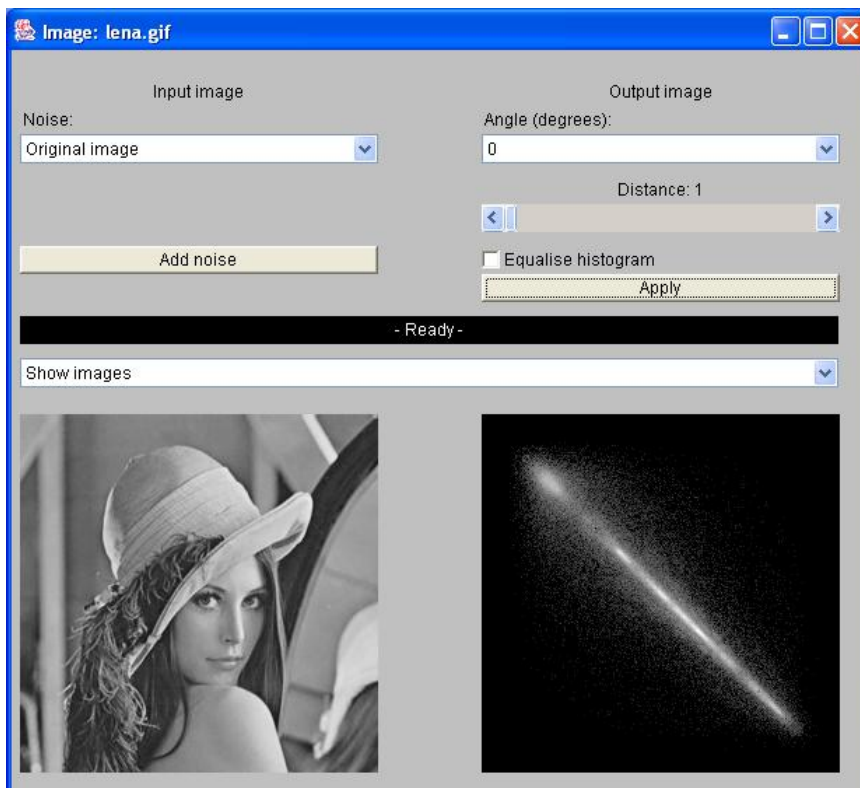 Image: lena.gif
Input image
Output image
Noise:
Angle (degrees):
Original image
0
Distance: 1
Add noise
Equalise histogram
Apply
- Ready -
Show images